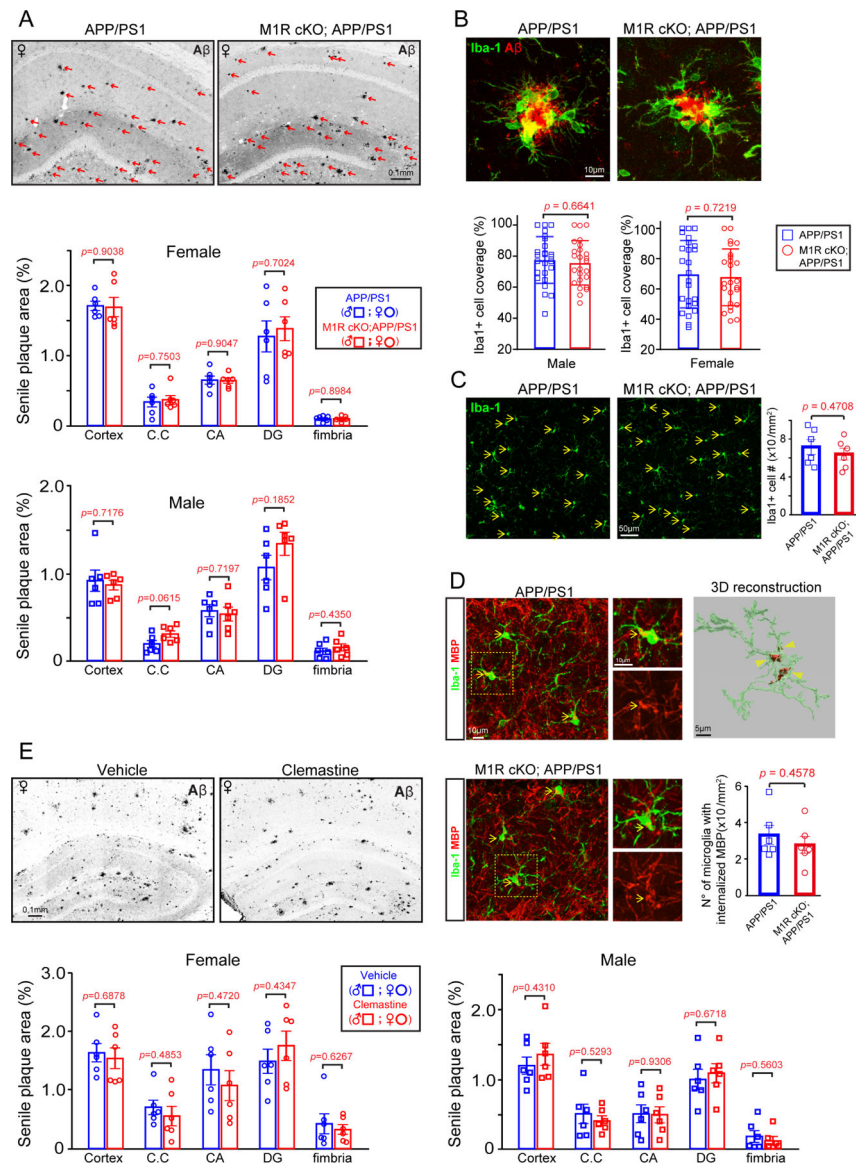 A
APP/PS1
M1R cKO; APP/PS1
♀
Aβ
♀
Aβ
0.1mm
Female
Senile plaque area (%)
2.0
1.0
0
p=0.9038
p=0.7503
p=0.9047
p=0.7024
p=0.8984
Cortex
C.C
CA
DG
fimbria
APP/PS1
(♂□ ; ♀○)
M1R cKO;APP/PS1
(♂□ ; ♀○)
Male
Senile plaque area (%)
2.0
1.0
0
p=0.7176
p=0.0615
p=0.7197
p=0.1852
p=0.4350
Cortex
C.C
CA
DG
fimbria
B
APP/PS1
M1R cKO; APP/PS1
Iba-1 Aβ
10μm
Iba1+ cell coverage (%)
100
80
60
40
20
p = 0.6641
Male
Iba1+ cell coverage (%)
100
80
60
40
20
p = 0.7219
Female
APP/PS1
M1R cKO;
APP/PS1
C
APP/PS1
M1R cKO; APP/PS1
Iba-1
50μm
Iba1+ cell # (x10 /mm²)
8
4
0
p = 0.4708
APP/PS1
M1R cKO;
APP/PS1
D
APP/PS1
3D reconstruction
Iba-1 MBP
10μm
10μm
5μm
M1R cKO; APP/PS1
Iba-1 MBP
N° of microglia with
internalized MBP(x10 /mm²)
6
4
2
0
p = 0.4578
APP/PS1
M1R cKO;
APP/PS1
E
Vehicle
Clemastine
♀
Aβ
♀
Aβ
0.1mm
Female
Senile plaque area (%)
3.0
2.0
1.0
0
p=0.6878
p=0.4853
p=0.4720
p=0.4347
p=0.6267
Cortex
C.C
CA
DG
fimbria
Vehicle
(♂□ ; ♀○)
Clemastine
(♂□ ; ♀○)
Male
Senile plaque area (%)
2.0
1.0
0
p=0.4310
p=0.5293
p=0.9306
p=0.6718
p=0.5603
Cortex
C.C
CA
DG
fimbria